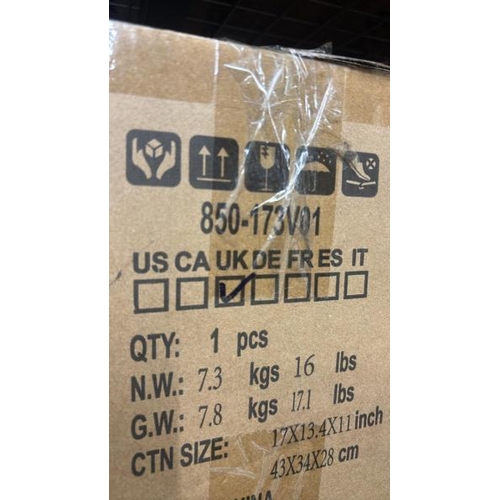 850-173V01
US CA UK DE FR ES IT
QTY: 1 pcs
N.W.: 7.3 kgs 16 lbs
G.W.: 7.8 kgs 17.1 lbs
CTN SIZE: 17X13.4X11 inch
43X34X28 cm